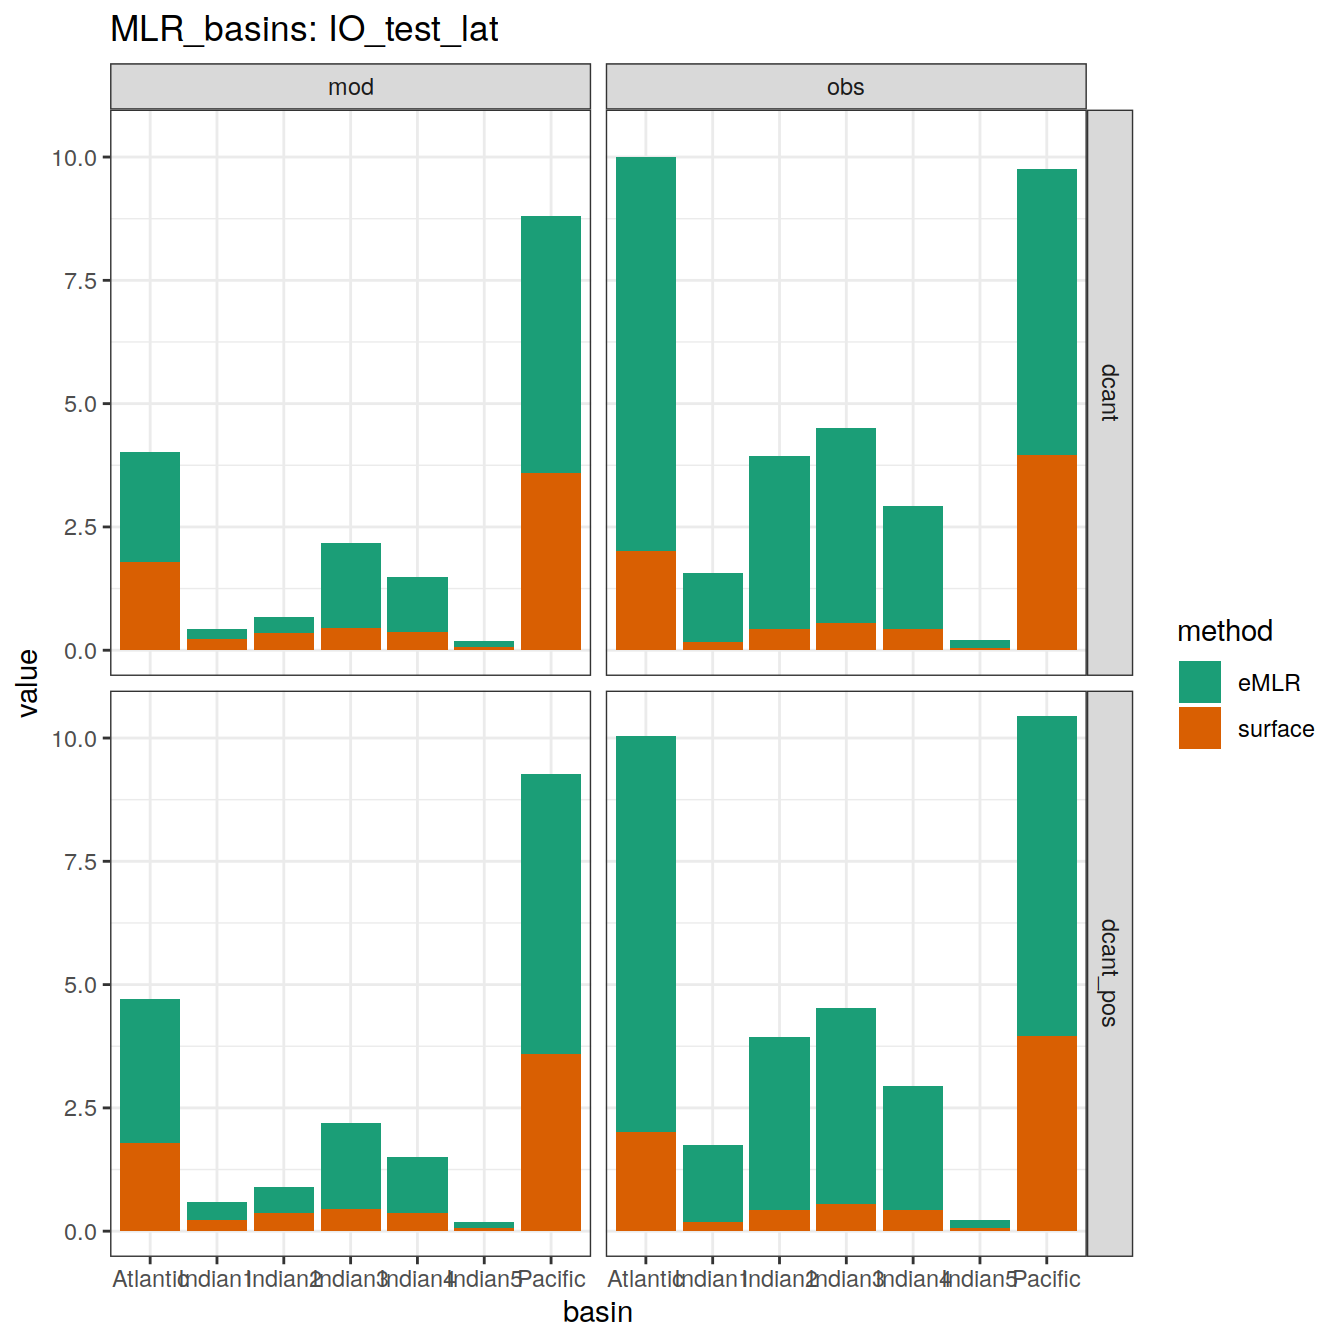 MLR_basins: IO_test_lat
mod
obs
10.0
7.5
5.0
2.5
0.0
dcant
10.0
7.5
5.0
2.5
0.0
dcant_pos
value
Atlantic Indian1 Indian2 Indian3 Indian4 Indian5 Pacific
Atlantic Indian1 Indian2 Indian3 Indian4 Indian5 Pacific
basin
method
eMLR
surface